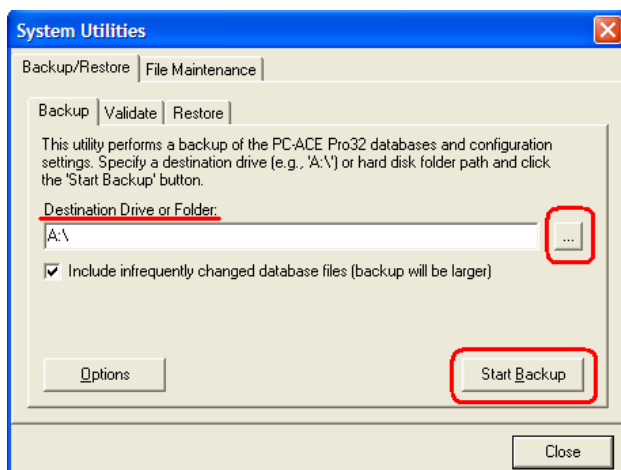 System Utilities
Backup/Restore File Maintenance
Backup Validate Restore
This utility performs a backup of the PC-ACE Pro32 databases and configuration
settings. Specify a destination drive (e.g., 'A:\') or hard disk folder path and click
the 'Start Backup' button.
Destination Drive or Folder:
A:\
...
Include infrequently changed database files (backup will be larger)
Options Start Backup
Close